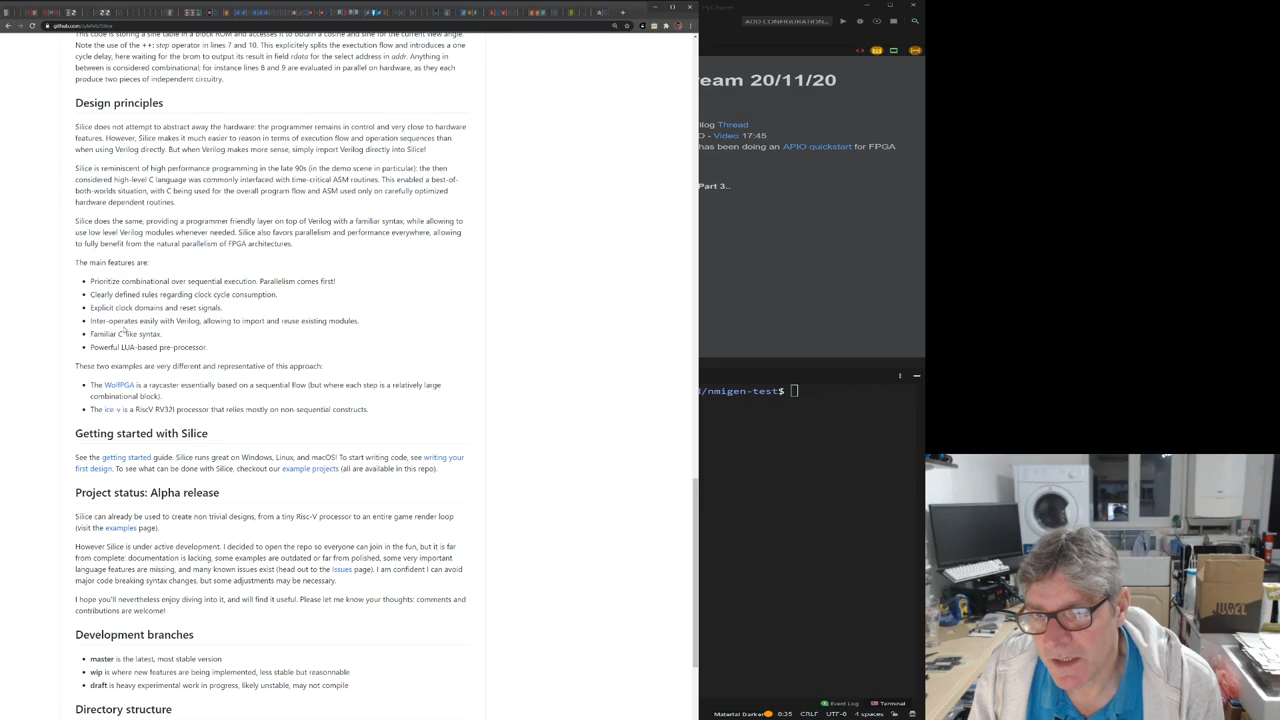 github.com/sylefeb/Silice
PyCharm
ADD CONFIGURATION...
This code is storing a sine table in a block ROM and accesses it to obtain a cosine and sine for the current view angle.
Note the use of the ++: step operator in lines 7 and 10. This explicitely splits the execution flow and introduces a one
cycle delay, here waiting for the brom to output its result in field rdata for the select address in addr. Anything in
between is considered combinational; for instance lines 8 and 9 are evaluated in parallel on hardware, as they each
produce two pieces of independent circuitry.
Design principles
Silice does not attempt to abstract away the hardware: the programmer remains in control and very close to hardware
features. However, Silice makes it much easier to reason in terms of execution flow and operation sequences than
when using Verilog directly. But when Verilog makes more sense, simply import Verilog directly into Silice!
Silice is reminiscent of high performance programming in the late 90s (in the demo scene in particular): the then
considered high-level C language was commonly interfaced with time-critical ASM routines. This enabled a best-of-
both-worlds situation, with C being used for the overall program flow and ASM used only on carefully optimized
hardware dependent routines.
Silice does the same, providing a programmer friendly layer on top of Verilog with a familiar syntax, while allowing to
use low level Verilog modules whenever needed. Silice also favors parallelism and performance everywhere, allowing
to fully benefit from the natural parallelism of FPGA architectures.
The main features are:
Prioritize combinational over sequential execution. Parallelism comes first!
Clearly defined rules regarding clock cycle consumption.
Explicit clock domains and reset signals.
Inter-operates easily with Verilog, allowing to import and reuse existing modules.
Familiar C-like syntax.
Powerful LUA-based pre-processor.
These two examples are very different and representative of this approach:
The WolfPGA is a raycaster essentially based on a sequential flow (but where each step is a relatively large
combinational block).
The ice-v is a RiscV RV32I processor that relies mostly on non-sequential constructs.
Getting started with Silice
See the getting started guide. Silice runs great on Windows, Linux, and macOS! To start writing code, see writing your
first design. To see what can be done with Silice, checkout our example projects (all are available in this repo).
Project status: Alpha release
Silice can already be used to create non trivial designs, from a tiny Risc-V processor to an entire game render loop
(visit the examples page).
However Silice is under active development. I decided to open the repo so everyone can join in the fun, but it is far
from complete: documentation is lacking, some examples are outdated or far from polished, some very important
language features are missing, and many known issues exist (head out to the Issues page). I am confident I can avoid
major code breaking syntax changes, but some adjustments may be necessary.
I hope you'll nevertheless enjoy diving into it, and will find it useful. Please let me know your thoughts: comments and
contributions are welcome!
Development branches
master is the latest, most stable version
wip is where new features are being implemented, less stable but reasonnable
draft is heavy experimental work in progress, likely unstable, may not compile
Directory structure
eam 20/11/20
ilog Thread
O - Video 17:45
has been doing an APIO quickstart for FPGA
Part 3..
/nmigen-test$
Event Log
Terminal
Material Darker
8:35
CRLF
UTF-8
4 spaces